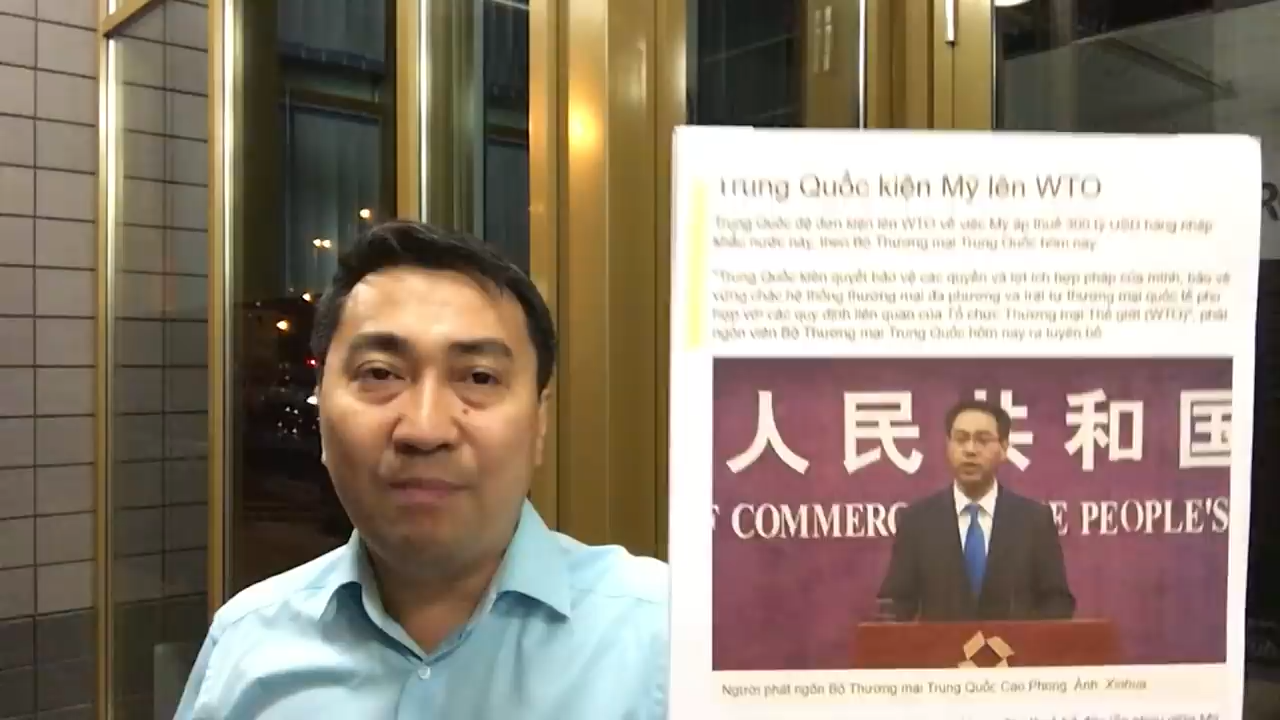 Trung Quốc kiện Mỹ lên WTO
Trung Quốc đệ đơn kiện lên WTO về việc Mỹ áp thuế 300 tỷ USD hàng nhập
khẩu nước này, theo Bộ Thương mại Trung Quốc hôm nay.
"Trung Quốc kiên quyết bảo vệ các quyền và lợi ích hợp pháp của mình, bảo vệ
vững chắc hệ thống thương mại đa phương và trật tự thương mại quốc tế phù
hợp với các quy định liên quan của Tổ chức Thương mại Thế giới (WTO)", phát
ngôn viên Bộ Thương mại Trung Quốc hôm nay ra tuyên bố.
人民共和国
F COMMERC E PEOPLE'S
Người phát ngôn Bộ Thương mại Trung Quốc Cao Phong. Ảnh: Xinhua
R